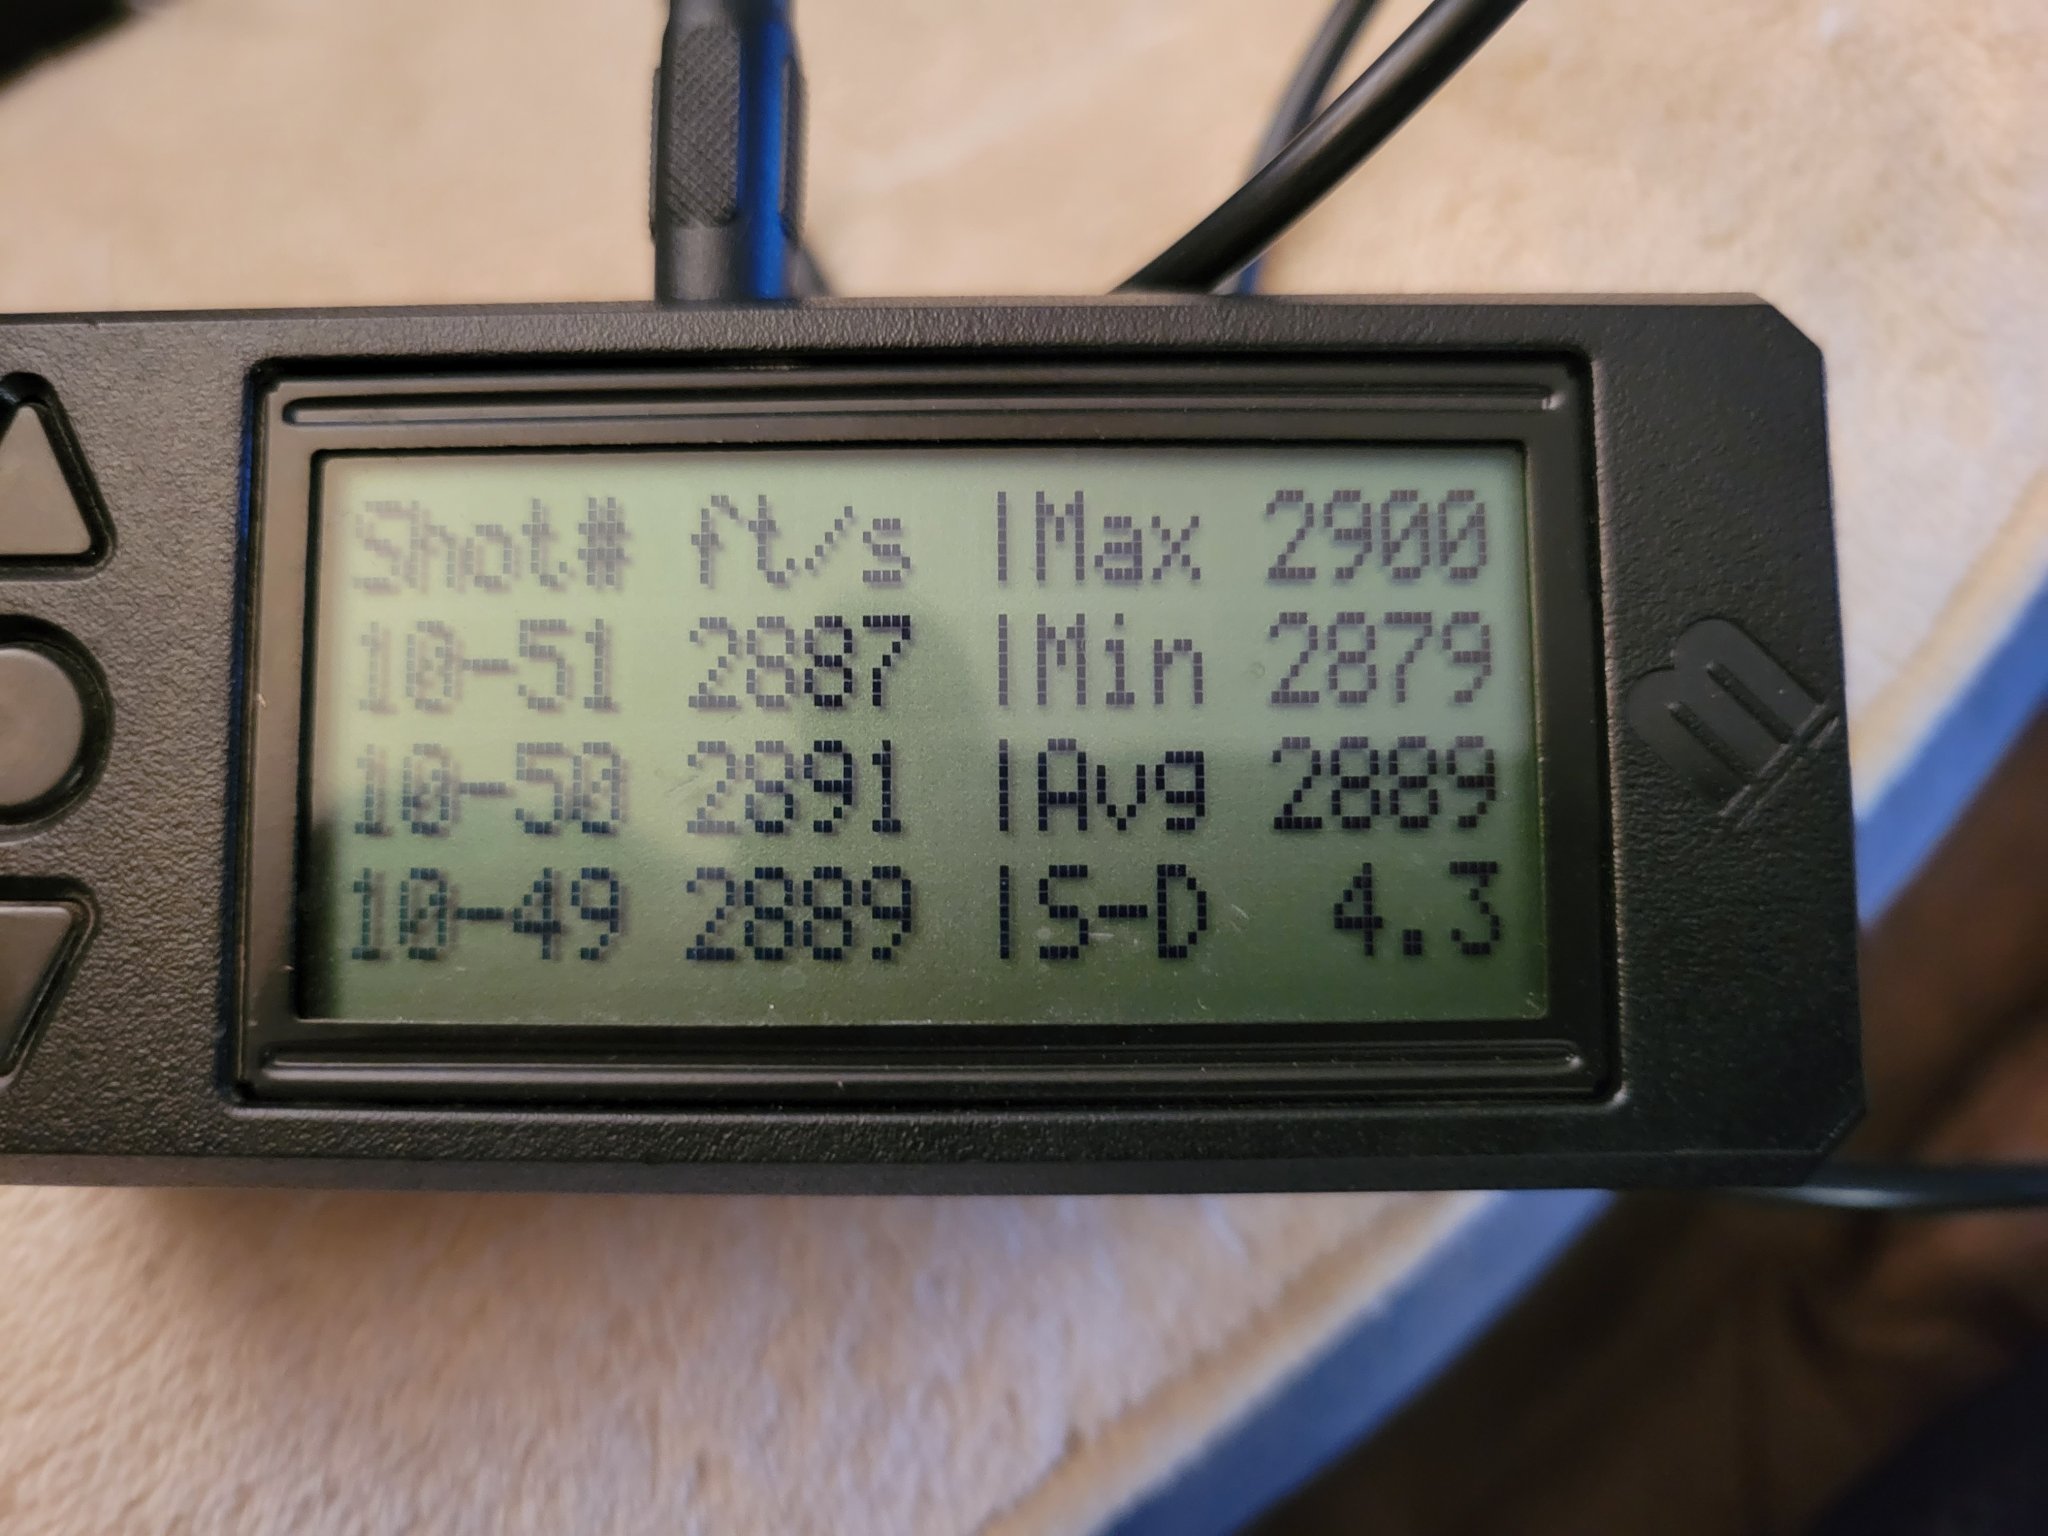 Shot# ft/s |Max 2900
10-51 2887 |Min 2879
10-50 2891 |Avg 2889
10-49 2889 |S-D 4.3